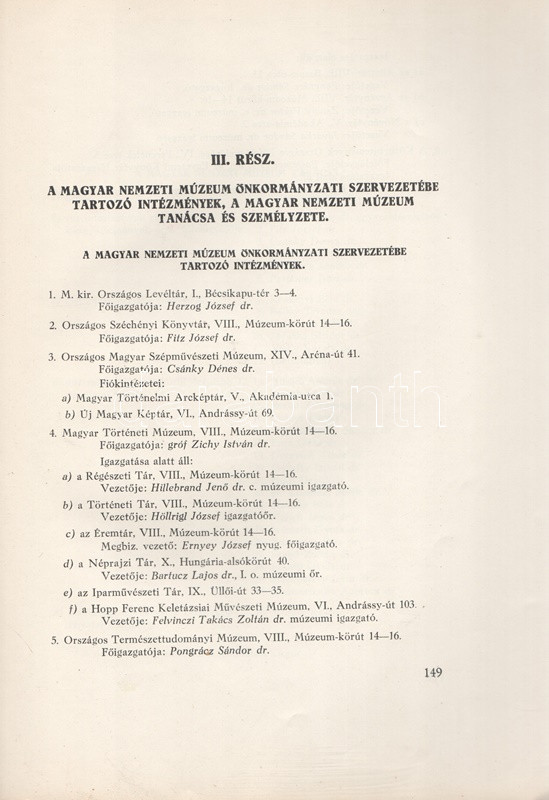 III. RÉSZ.
A MAGYAR NEMZETI MÚZEUM ÖNKORMÁNYZATI SZERVEZETÉBE
TARTOZÓ INTÉZMÉNYEK, A MAGYAR NEMZETI MÚZEUM
TANÁCSA ÉS SZEMÉLYZETE.
A MAGYAR NEMZETI MÚZEUM ÖNKORMÁNYZATI SZERVEZETÉBE
TARTOZÓ INTÉZMÉNYEK.
1. M. kir. Országos Levéltár, I., Bécsikapu-tér 3—4.
Főigazgatója: Herzog József dr.
2. Országos Széchényi Könyvtár, VIII., Múzeum-körút 14—16.
Főigazgatója: Fitz József dr.
3. Országos Magyar Szépművészeti Múzeum, XIV., Aréna-út 41.
Főigazgatója: Csánky Dénes dr.
Fiókintézetei:
a) Magyar Történelmi Arcképtár, V., Akadémia-utca 1.
b) Új Magyar Képtár, VI., Andrássy-út 69.
4. Magyar Történeti Múzeum, VIII., Múzeum-körút 14—16.
Főigazgatója: gróf Zichy István dr.
Igazgatása alatt áll:
a) a Régészeti Tár, VIII., Múzeum-körút 14—16.
Vezetője: Hillebrand Jenő dr. c. múzeumi igazgató.
b) a Történeti Tár, VIII., Múzeum-körút 14—16.
Vezetője: Höllrigl József igazgatóőr.
c) az Éremtár, VIII., Múzeum-körút 14—16.
Megbiz. vezető: Ernyey József nyug. főigazgató.
d) a Néprajzi Tár, X., Hungária-alsókörút 40.
Vezetője: Bartucz Lajos dr., I. o. múzeumi őr.
e) az Iparművészeti Tár, IX., Üllői-út 33—35.
f) a Hopp Ferenc Keletázsiai Művészeti Múzeum, VI., Andrássy-út 103.
Vezetője: Felvinczi Takács Zoltán dr. múzeumi igazgató.
5. Országos Természettudományi Múzeum, VIII., Múzeum-körút 14—16.
Főigazgatója: Pongrácz Sándor dr.
149